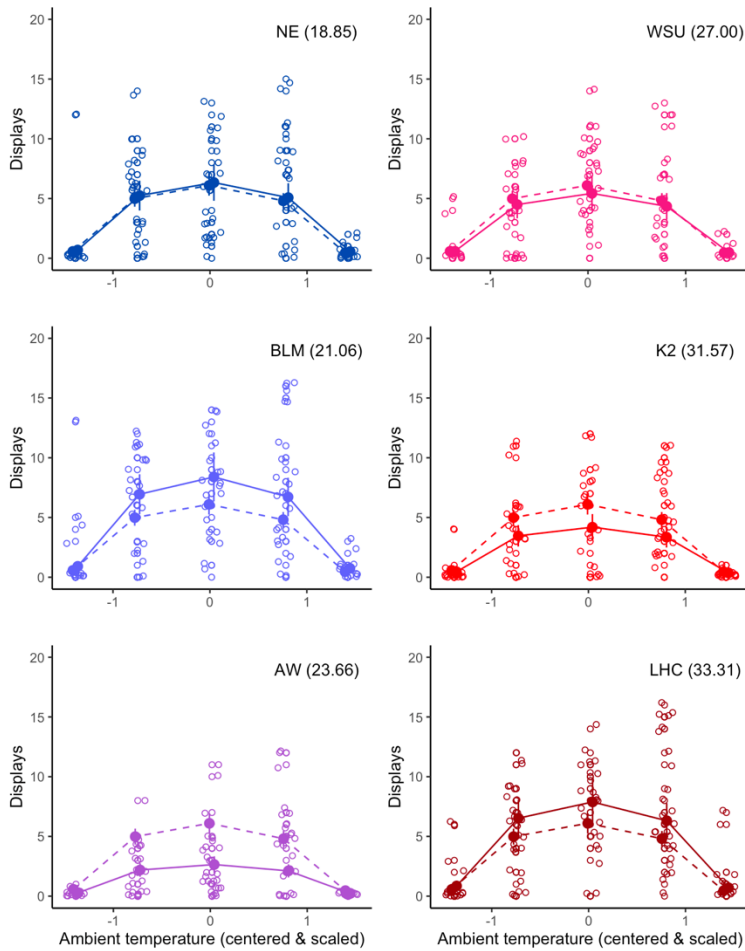 NE (18.85)
20
15
10
5
0
Displays
-1 0 1
WSU (27.00)
20
15
10
5
0
Displays
-1 0 1
BLM (21.06)
20
15
10
5
0
Displays
-1 0 1
K2 (31.57)
20
15
10
5
0
Displays
-1 0 1
AW (23.66)
20
15
10
5
0
Displays
-1 0 1
Ambient temperature (centered & scaled)
LHC (33.31)
20
15
10
5
0
Displays
-1 0 1
Ambient temperature (centered & scaled)